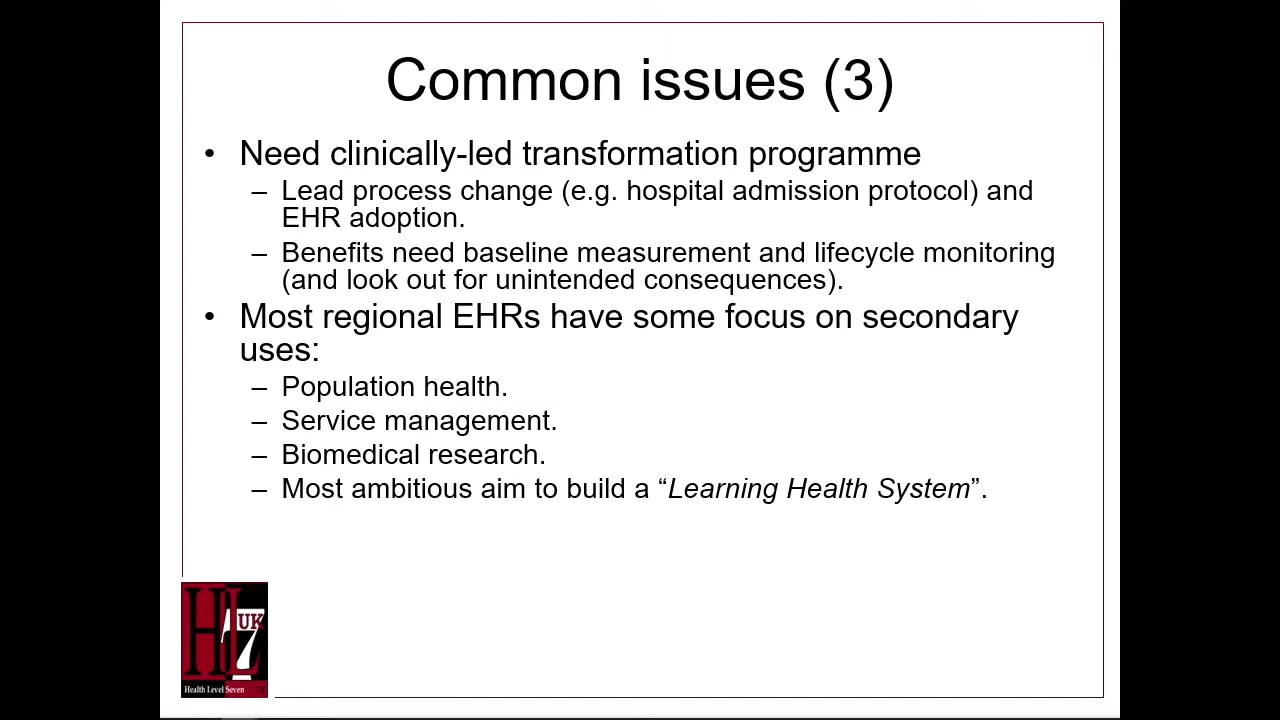 Common issues (3)
• Need clinically-led transformation programme
– Lead process change (e.g. hospital admission protocol) and
EHR adoption.
– Benefits need baseline measurement and lifecycle monitoring
(and look out for unintended consequences).
• Most regional EHRs have some focus on secondary
uses:
– Population health.
– Service management.
– Biomedical research.
– Most ambitious aim to build a “Learning Health System”.
HL7
UK
Health Level Seven UK